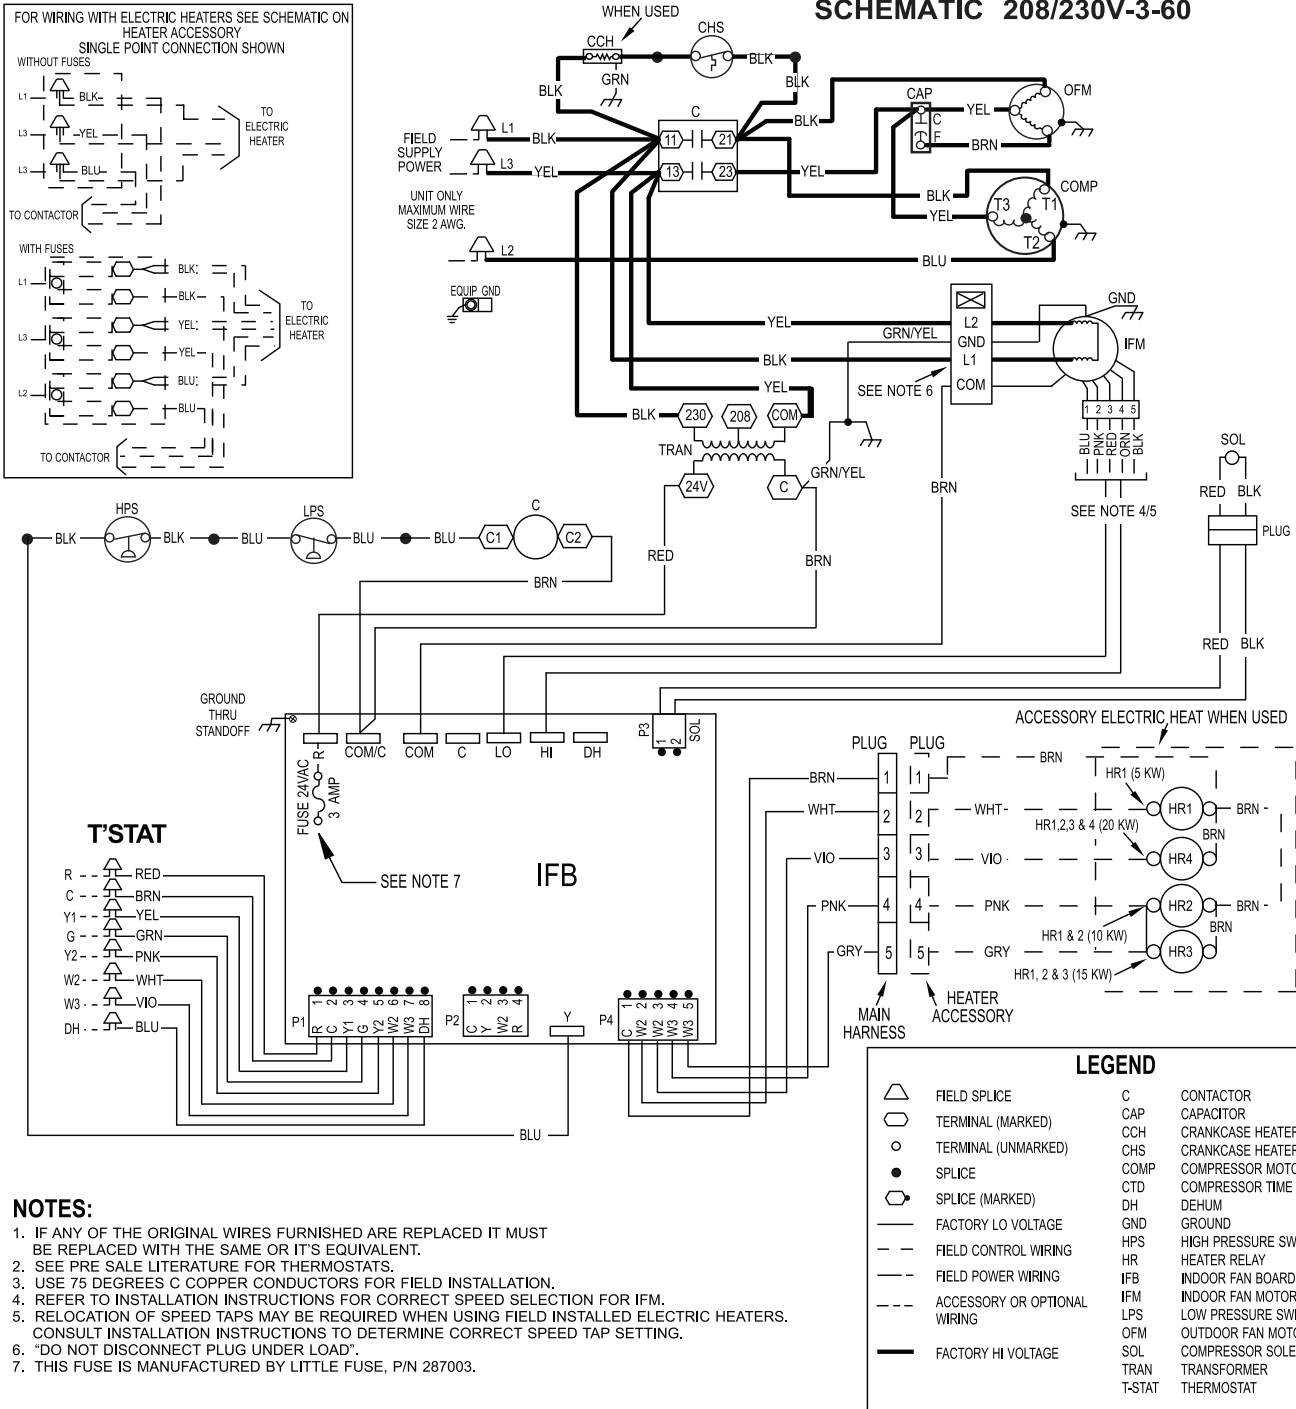 SCHEMATIC 208/230V-3-60
FOR WIRING WITH ELECTRIC HEATERS SEE SCHEMATIC ON
HEATER ACCESSORY
SINGLE POINT CONNECTION SHOWN
WITHOUT FUSES
L1
BLK
L3
YEL
L3
BLU
TO
ELECTRIC
HEATER
TO CONTACTOR
WITH FUSES
L1
BLK
BLK
L3
YEL
YEL
L2
BLU
BLU
TO
ELECTRIC
HEATER
TO CONTACTOR
WHEN USED
CCH
CHS
GRN
BLK
BLK
BLK
BLK
C
11
21
13
23
FIELD
SUPPLY
POWER
L1
BLK
L3
YEL
UNIT ONLY
MAXIMUM WIRE
SIZE 2 AWG.
L2
BLU
EQUIP GND
YEL
CAP
C
F
YEL
BRN
OFM
BLK
YEL
COMP
T3
T1
T2
YEL
BLK
YEL
BLK
GRN/YEL
L2
GND
L1
COM
SEE NOTE 6
GND
IFM
1 2 3 4 5
BLU
PNK
RED
ORN
BLK
SEE NOTE 4/5
230
208
COM
TRAN
24V
C
GRN/YEL
RED
BRN
BRN
SOL
RED BLK
PLUG
RED BLK
HPS
LPS
C
BLK
BLK
BLU
BLU
BLU
C1
C2
BRN
GROUND
THRU
STANDOFF
R
COM/C
COM
C
LO
HI
DH
P3
1
2
SOL
FUSE 24VAC
3 AMP
SEE NOTE 7
IFB
T'STAT
R RED
C BRN
Y1 YEL
G GRN
Y2 PNK
W2 WHT
W3 VIO
DH BLU
P1
1 2 3 4 5 6 7 8
R C Y1 G Y2 W2 W3 DH
P2
1 2 3 4
C Y W2 R
Y
P4
1 2 3 4 5
C W2 W2 W3 W4 W3
BLU
PLUG
PLUG
BRN 1 1 BRN
WHT 2 2 WHT
VIO 3 3 VIO
PNK 4 4 PNK
GRY 5 5 GRY
MAIN
HARNESS
HEATER
ACCESSORY
ACCESSORY ELECTRIC HEAT WHEN USED
HR1 (5 KW)
HR1
BRN
HR1,2,3 & 4 (20 KW)
BRN
HR4
HR2
BRN
HR1 & 2 (10 KW)
BRN
HR3
HR1, 2 & 3 (15 KW)
LEGEND
FIELD SPLICE
TERMINAL (MARKED)
TERMINAL (UNMARKED)
SPLICE
SPLICE (MARKED)
FACTORY LO VOLTAGE
FIELD CONTROL WIRING
FIELD POWER WIRING
ACCESSORY OR OPTIONAL
WIRING
FACTORY HI VOLTAGE
C CONTACTOR
CAP CAPACITOR
CCH CRANKCASE HEATER
CHS CRANKCASE HEATER
COMP COMPRESSOR MOTO
CTD COMPRESSOR TIME
DH DEHUM
GND GROUND
HPS HIGH PRESSURE SW
HR HEATER RELAY
IFB INDOOR FAN BOARD
IFM INDOOR FAN MOTOR
LPS LOW PRESSURE SW
OFM OUTDOOR FAN MOTO
SOL COMPRESSOR SOLE
TRAN TRANSFORMER
T-STAT THERMOSTAT
NOTES:
1. IF ANY OF THE ORIGINAL WIRES FURNISHED ARE REPLACED IT MUST
BE REPLACED WITH THE SAME OR IT'S EQUIVALENT.
2. SEE PRE SALE LITERATURE FOR THERMOSTATS.
3. USE 75 DEGREES C COPPER CONDUCTORS FOR FIELD INSTALLATION.
4. REFER TO INSTALLATION INSTRUCTIONS FOR CORRECT SPEED SELECTION FOR IFM.
5. RELOCATION OF SPEED TAPS MAY BE REQUIRED WHEN USING FIELD INSTALLED ELECTRIC HEATERS.
CONSULT INSTALLATION INSTRUCTIONS TO DETERMINE CORRECT SPEED TAP SETTING.
6. “DO NOT DISCONNECT PLUG UNDER LOAD”.
7. THIS FUSE IS MANUFACTURED BY LITTLE FUSE, P/N 287003.